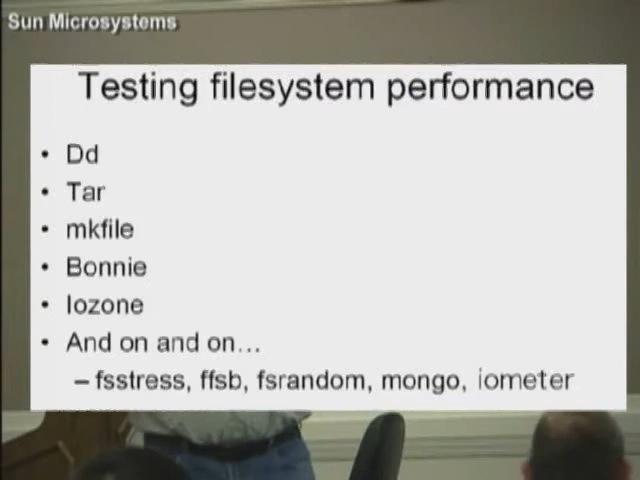 Sun Microsystems
Testing filesystem performance
• Dd
• Tar
• mkfile
• Bonnie
• Iozone
• And on and on...
– fsstress, ffsb, fsrandom, mongo, iometer